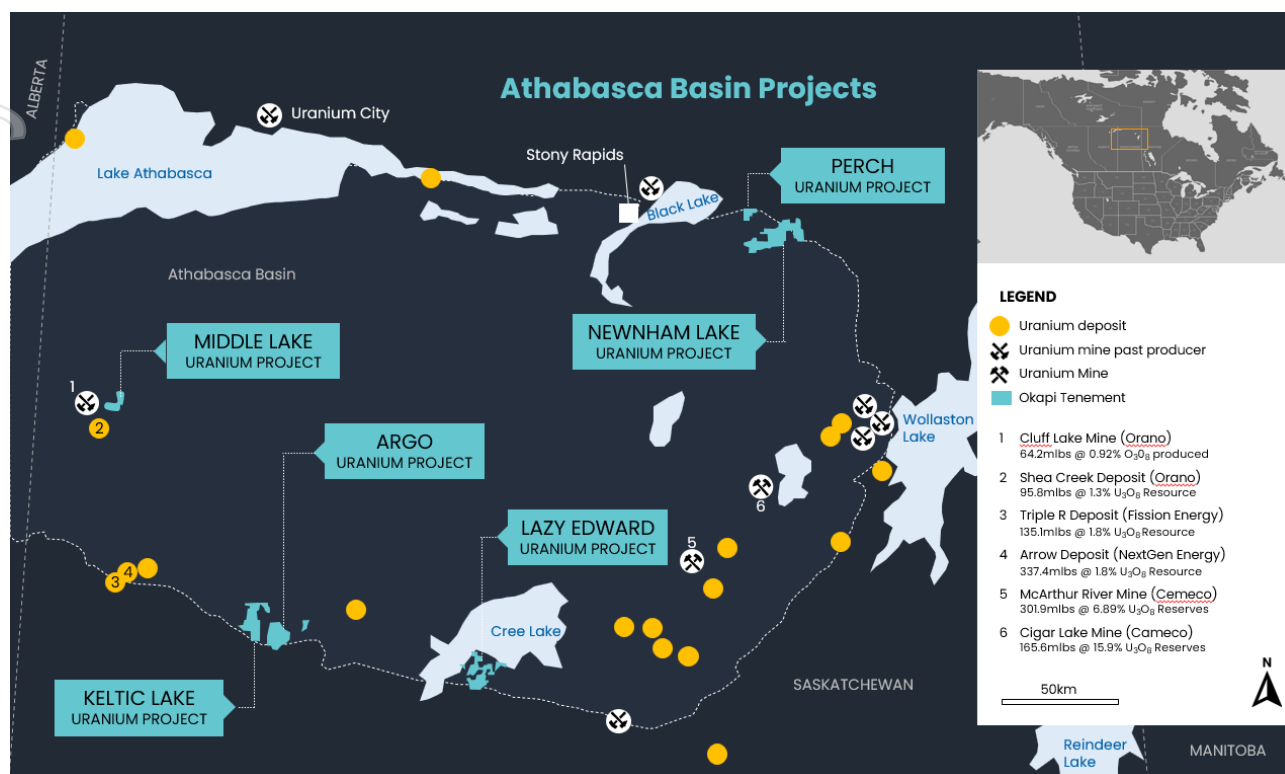 Athabasca Basin Projects
ALBERTA
Uranium City
Lake Athabasca
Stony Rapids
Black Lake
PERCH
URANIUM PROJECT
Athabasca Basin
MIDDLE LAKE
URANIUM PROJECT
NEWNHAM LAKE
URANIUM PROJECT
1
2
ARGO
URANIUM PROJECT
Wollaston
Lake
6
LAZY EDWARD
URANIUM PROJECT
5
4
3
Cree Lake
KELTIC LAKE
URANIUM PROJECT
SASKATCHEWAN
LEGEND
Uranium deposit
Uranium mine past producer
Uranium Mine
Okapi Tenement
1 Cluff Lake Mine (Orano)
64.2mlbs @ 0.92% O₃0₈ produced
2 Shea Creek Deposit (Orano)
95.8mlbs @ 1.3% U₃O₈ Resource
3 Triple R Deposit (Fission Energy)
135.1mlbs @ 1.8% U₃O₈ Resource
4 Arrow Deposit (NextGen Energy)
337.4mlbs @ 1.8% U₃O₈ Resource
5 McArthur River Mine (Cemeco)
301.9mlbs @ 6.89% U₃O₈ Reserves
6 Cigar Lake Mine (Cameco)
165.6mlbs @ 15.9% U₃O₈ Reserves
50km
N
Reindeer
Lake
MANITOBA